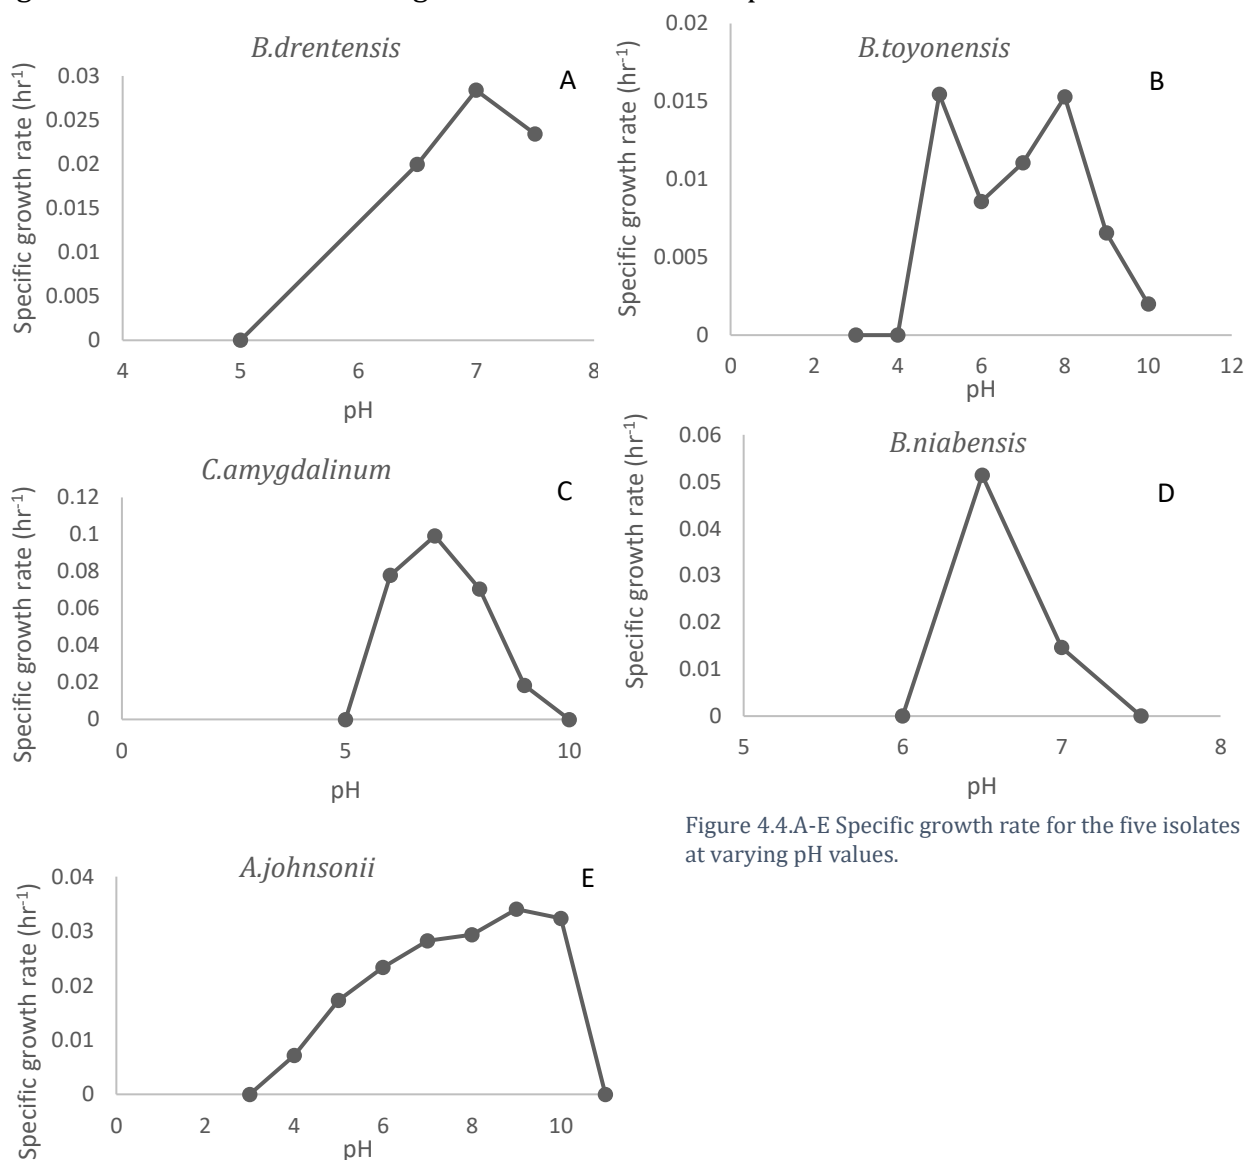 B.drentensis
A
Specific growth rate (hr-1)
0.03
0.025
0.02
0.015
0.01
0.005
0
4
5
6
7
8
pH
B.toyonensis
B
Specific growth rate (hr-1)
0.02
0.015
0.01
0.005
0
0
2
4
6
8
10
12
pH
C.amygdalinum
C
Specific growth rate (hr-1)
0.12
0.1
0.08
0.06
0.04
0.02
0
0
5
10
pH
B.niabensis
D
Specific growth rate (hr-1)
0.06
0.05
0.04
0.03
0.02
0.01
0
5
6
7
8
pH
Figure 4.4.A-E Specific growth rate for the five isolates
at varying pH values.
A.johnsonii
E
Specific growth rate (hr-1)
0.04
0.03
0.02
0.01
0
0
2
4
6
8
10
pH